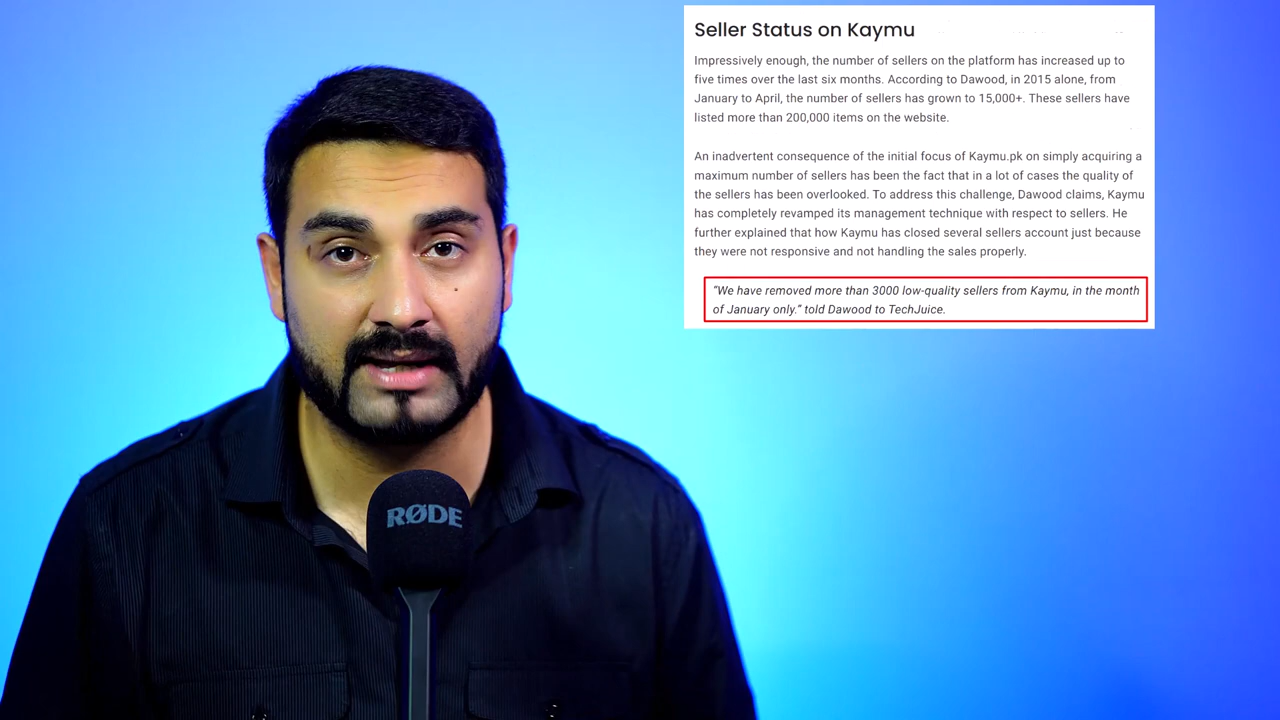 Seller Status on Kaymu
Impressively enough, the number of sellers on the platform has increased up to
five times over the last six months. According to Dawood, in 2015 alone, from
January to April, the number of sellers has grown to 15,000+. These sellers have
listed more than 200,000 items on the website.
An inadvertent consequence of the initial focus of Kaymu.pk on simply acquiring a
maximum number of sellers has been the fact that in a lot of cases the quality of
the sellers has been overlooked. To address this challenge, Dawood claims, Kaymu
has completely revamped its management technique with respect to sellers. He
further explained that how Kaymu has closed several sellers account just because
they were not responsive and not handling the sales properly.
“We have removed more than 3000 low-quality sellers from Kaymu, in the month
of January only.” told Dawood to TechJuice.
RØDE